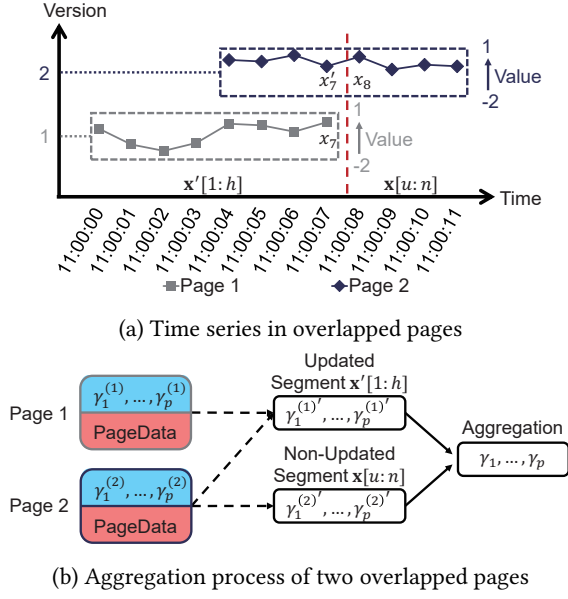 Version
2
1
x₇′ x₈
x₇
1
Value
-2
1
Value
-2
𝐱′[1: ℎ] 𝐱[𝑢: 𝑛]
Time
11:00:00 11:00:01 11:00:02 11:00:03 11:00:04 11:00:05 11:00:06 11:00:07 11:00:08 11:00:09 11:00:10 11:00:11
Page 1 Page 2
(a) Time series in overlapped pages
Page 1
γ₁⁽¹⁾, ..., γₚ⁽¹⁾
PageData
Page 2
γ₁⁽²⁾, ..., γₚ⁽²⁾
PageData
Updated
Segment 𝐱′[1: ℎ]
γ₁⁽¹⁾′, ..., γₚ⁽¹⁾′
Non-Updated
Segment 𝐱[𝑢: 𝑛]
γ₁⁽²⁾′, ..., γₚ⁽²⁾′
Aggregation
γ₁, ..., γₚ
(b) Aggregation process of two overlapped pages